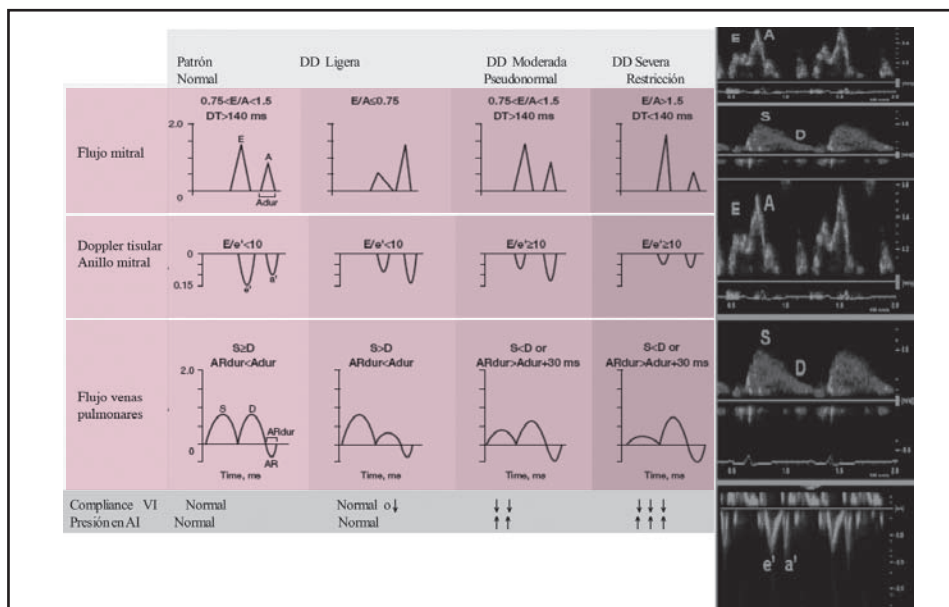 Patrón Normal
DD Ligera
DD Moderada Pseudonormal
DD Severa Restricción
Flujo mitral
0.75<E/A<1.5
DT>140 ms
E/A≤0.75
0.75<E/A<1.5
DT>140 ms
E/A>1.5
DT<140 ms
2.0
0
E
A
Adur
Doppler tisular
Anillo mitral
E/e'<10
E/e'<10
E/e'≥10
E/e'≥10
0
0.15
e'
a'
Flujo venas
pulmonares
S≥D
ARdur<Adur
S>D
ARdur<Adur
S<D or
ARdur>Adur+30 ms
S<D or
ARdur>Adur+30 ms
2.0
0
S
D
ARdur
AR
Time, ms
Time, ms
Time, ms
Time, ms
Compliance VI Normal Normal o↓ ↓ ↓ ↓ ↓ ↓
Presión en AI Normal Normal ↑ ↑ ↑ ↑ ↑
E A
S
D
E A
S
D
e' a'